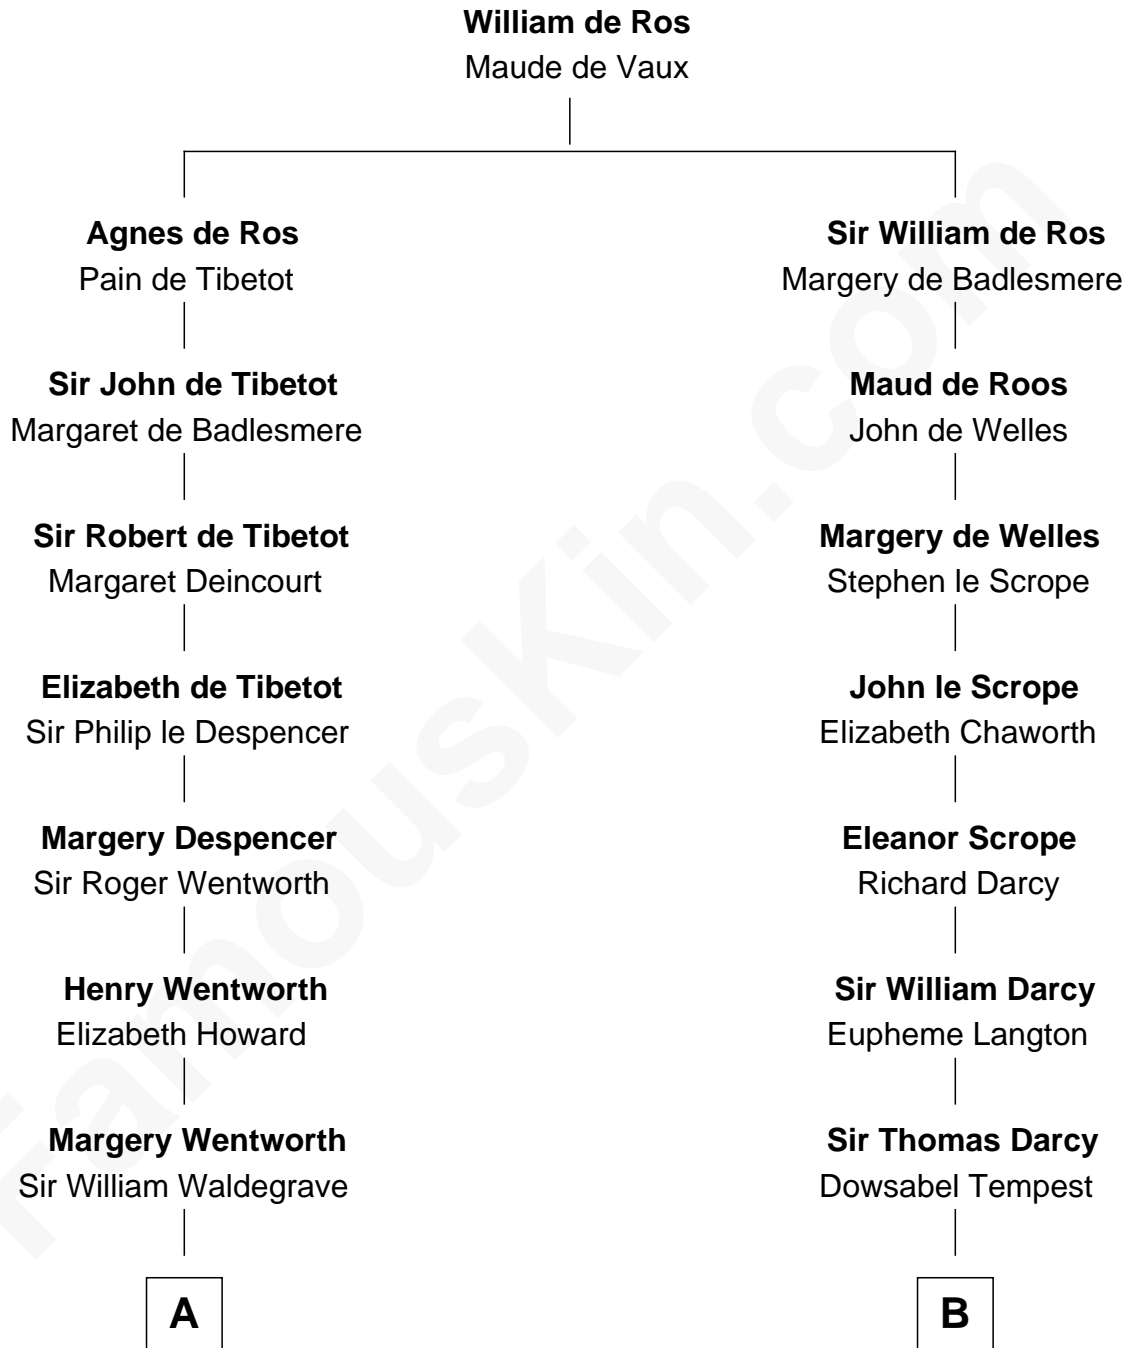 William de Ros
Maude de Vaux
Agnes de Ros
Pain de Tibetot
Sir William de Ros
Margery de Badlesmere
Sir John de Tibetot
Margaret de Badlesmere
Maud de Roos
John de Welles
Sir Robert de Tibetot
Margaret Deincourt
Margery de Welles
Stephen le Scrope
Elizabeth de Tibetot
Sir Philip le Despencer
John le Scrope
Elizabeth Chaworth
Margery Despencer
Sir Roger Wentworth
Eleanor Scrope
Richard Darcy
Henry Wentworth
Elizabeth Howard
Sir William Darcy
Eupheme Langton
Margery Wentworth
Sir William Waldegrave
Sir Thomas Darcy
Dowsabel Tempest
A
B
FamousKin.com